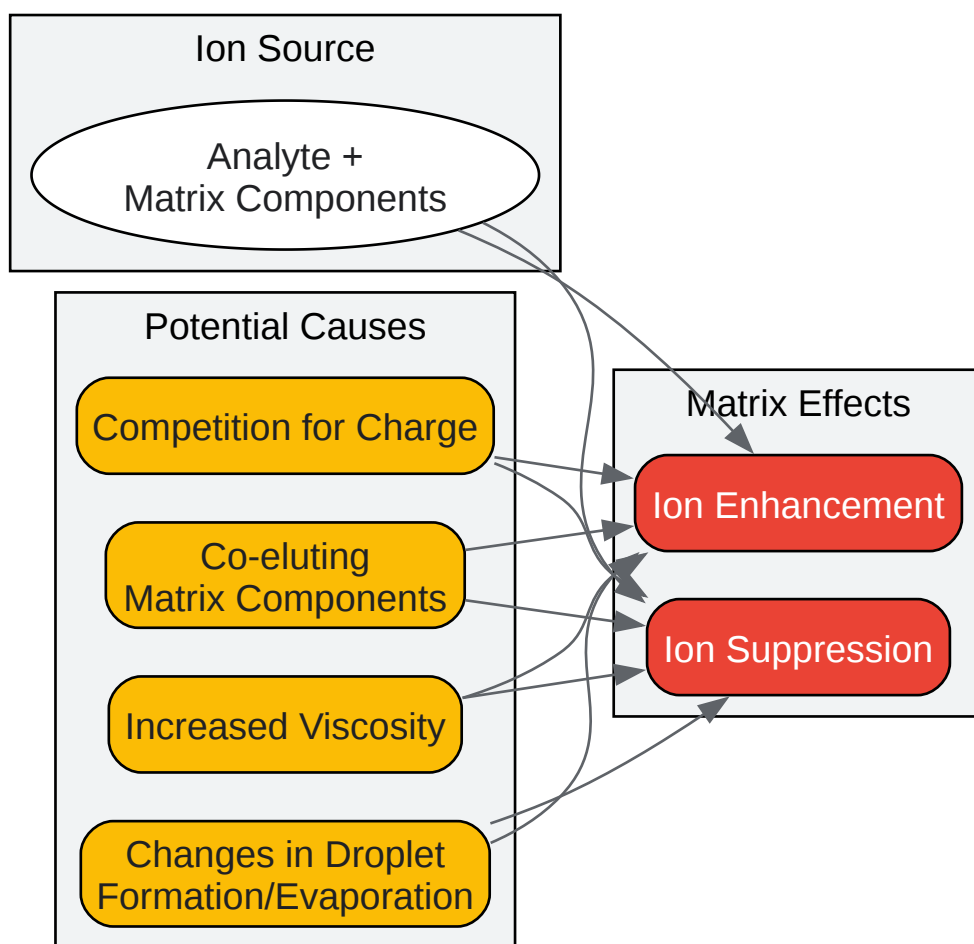 Ion Source
Analyte +
Matrix Components
Potential Causes
Competition for Charge
Co-eluting
Matrix Components
Increased Viscosity
Changes in Droplet
Formation/Evaporation
Matrix Effects
Ion Enhancement
Ion Suppression